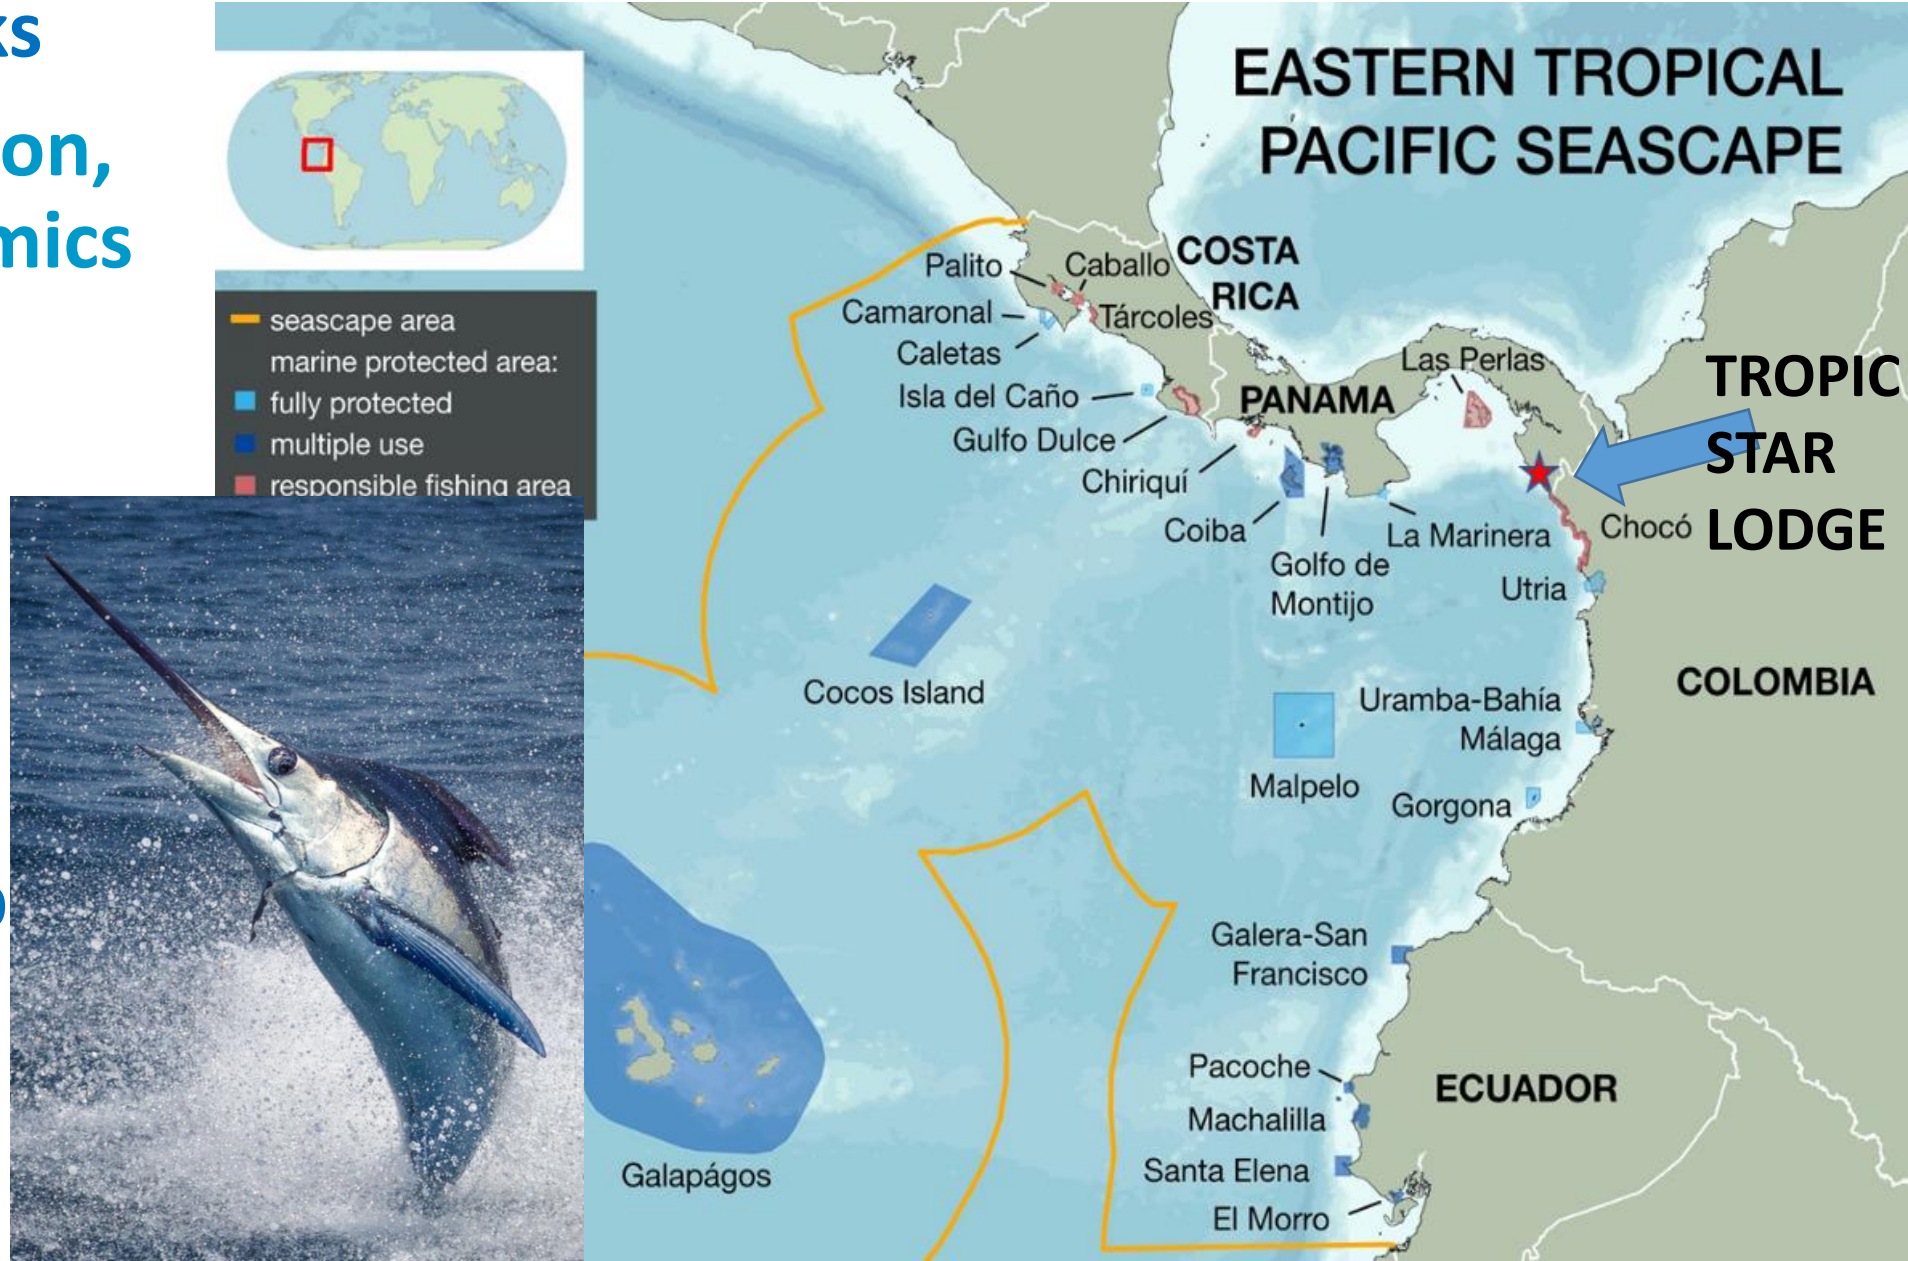 ks
on,
mics
EASTERN TROPICAL
PACIFIC SEASCAPE
seascape area
marine protected area:
fully protected
multiple use
responsible fishing area
COSTA
RICA
Palito
Caballo
Camaronal
Tárcoles
Caletas
Isla del Caño
Gulfo Dulce
Chiriquí
PANAMA
Las Perlas
TROPIC
STAR
LODGE
Coiba
Golfo de
Montijo
La Marinera
Chocó
Utria
COLOMBIA
Cocos Island
Malpelo
Uramba-Bahía
Málaga
Gorgona
Galera-San
Francisco
Galapágos
Pacoche
ECUADOR
Machalilla
Santa Elena
El Morro